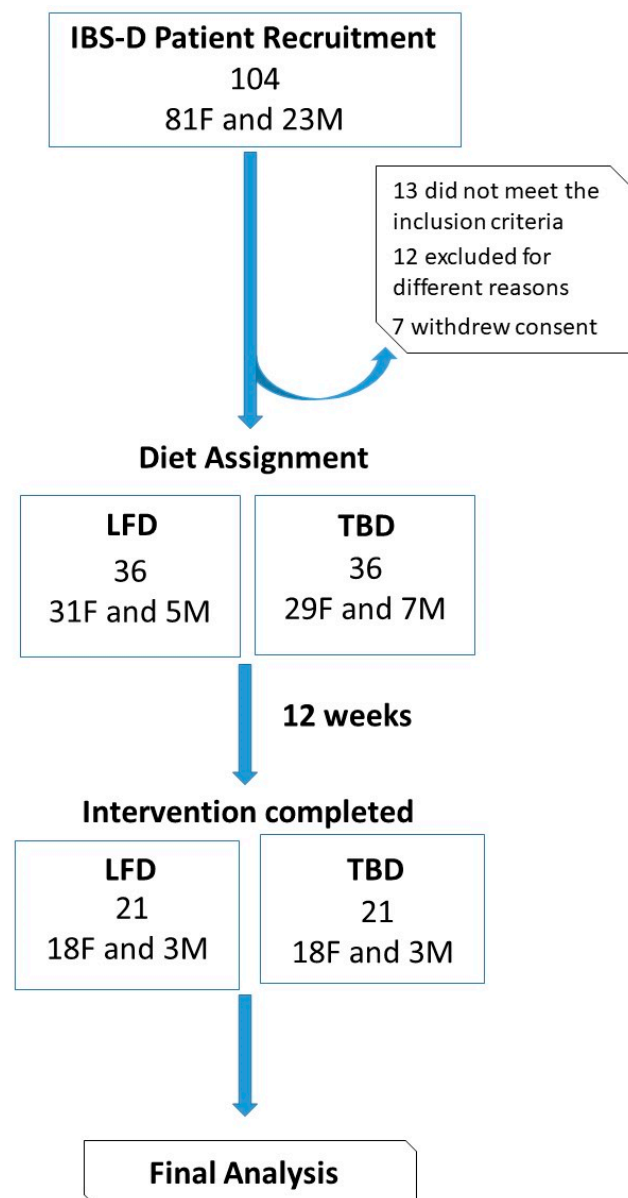 IBS-D Patient Recruitment
104
81F and 23M
13 did not meet the
inclusion criteria
12 excluded for
different reasons
7 withdrew consent
Diet Assignment
LFD
36
31F and 5M
TBD
36
29F and 7M
12 weeks
Intervention completed
LFD
21
18F and 3M
TBD
21
18F and 3M
Final Analysis